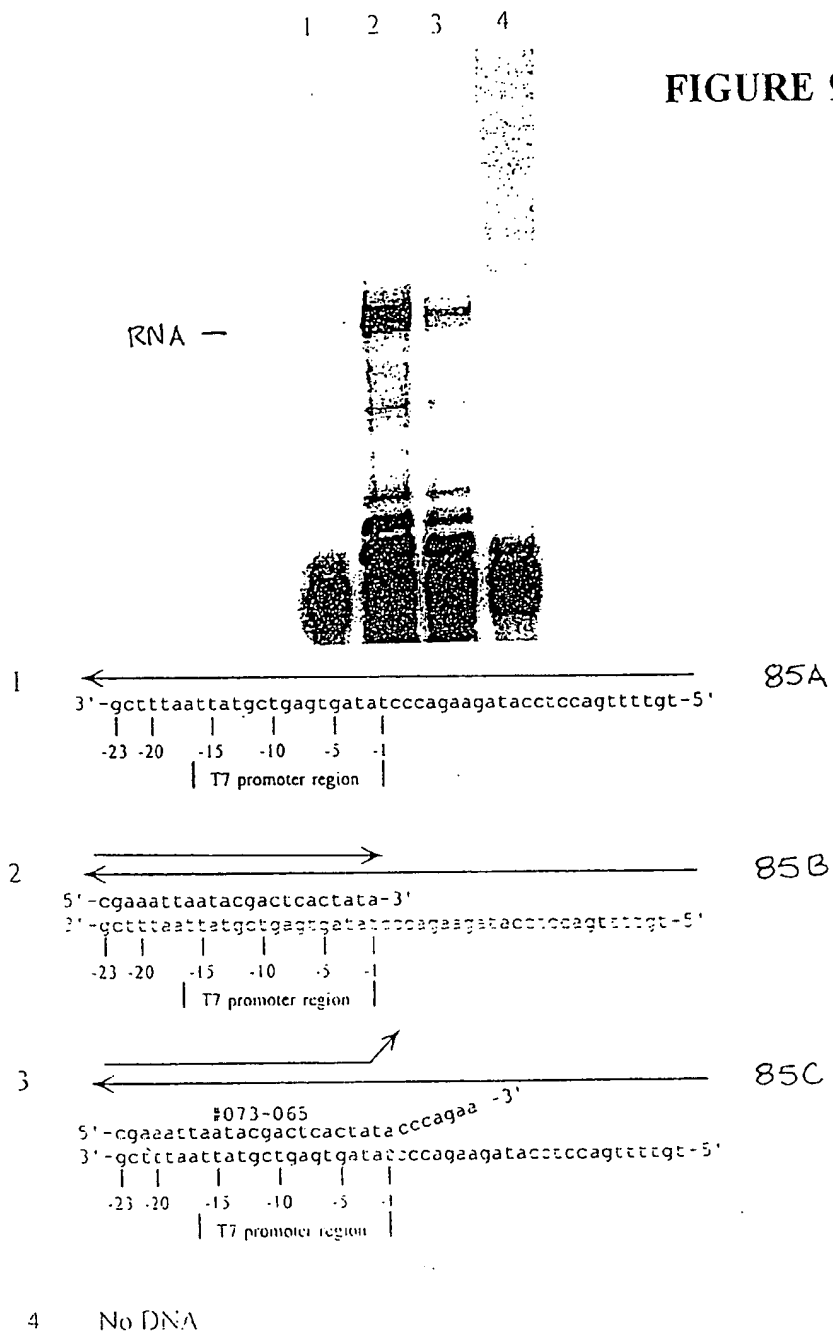 1 2 3 4
FIGURE 9
RNA —
1 85A
3'-gctttaattatgctgagtgatatcccagaagatacctccagttttgt-5'
-23 -20 -15 -10 -5 -1
T7 promoter region
2 85B
5'-cgaaattaatacgactcactata-3'
3'-gctttaattatgctgagtgatatcccagaagatacctccagttttgt-5'
-23 -20 -15 -10 -5 -1
T7 promoter region
3 85C
#073-065
5'-cgaaattaatacgactcactatacccagaa-3'
3'-gctttaattatgctgagtgatatcccagaagatacctccagttttgt-5'
-23 -20 -15 -10 -5 -1
T7 promoter region
4 No DNA